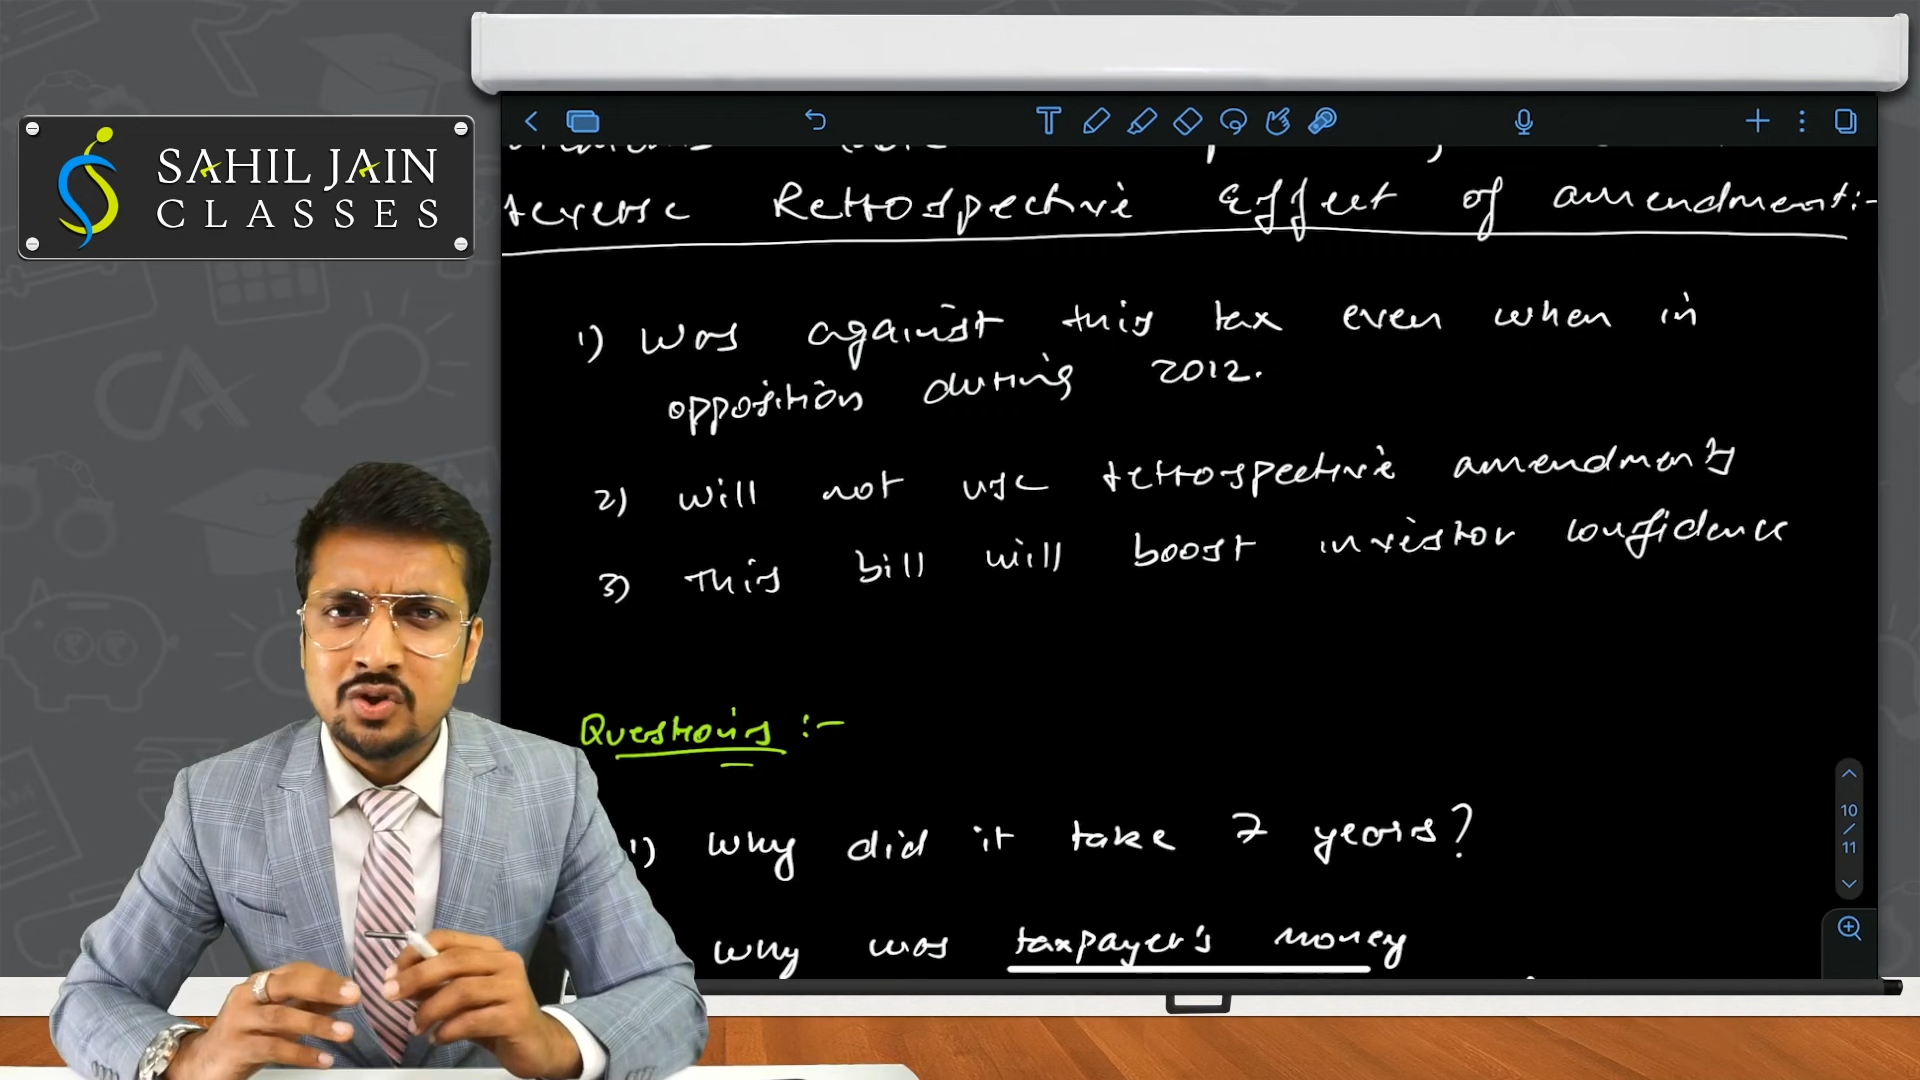 SAHIL JAIN
CLASSES
reverse Retrospective Effect of amendment:-
1) Was against this tax even when in
opposition during 2012.
2) will not use retrospective amendments
3) This bill will boost investor confidence
Questions :-
1) Why did it take 7 years?
Why was taxpayer's money
10
/
11